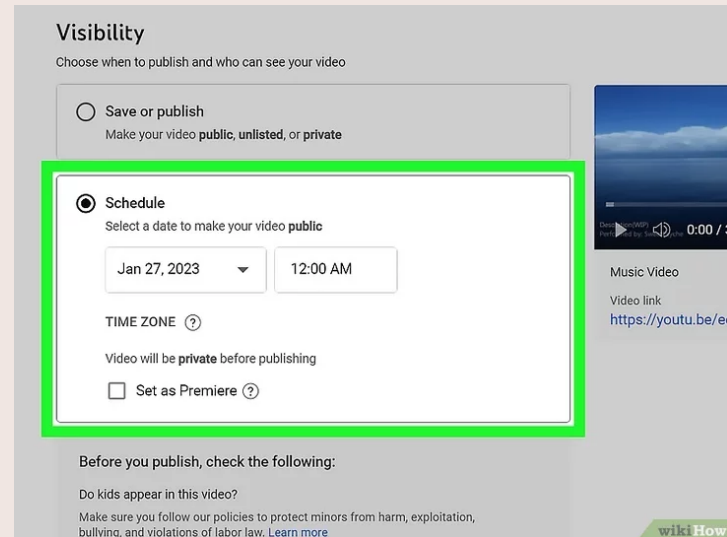 Visibility
Choose when to publish and who can see your video
Save or publish
Make your video public, unlisted, or private
Schedule
Select a date to make your video public
Jan 27, 2023
12:00 AM
TIME ZONE ?
Video will be private before publishing
Set as Premiere ?
0:00 /
Music Video
Video link
https://youtu.be/e
Before you publish, check the following:
Do kids appear in this video?
Make sure you follow our policies to protect minors from harm, exploitation,
bullying, and violations of labor law. Learn more
wikiHow